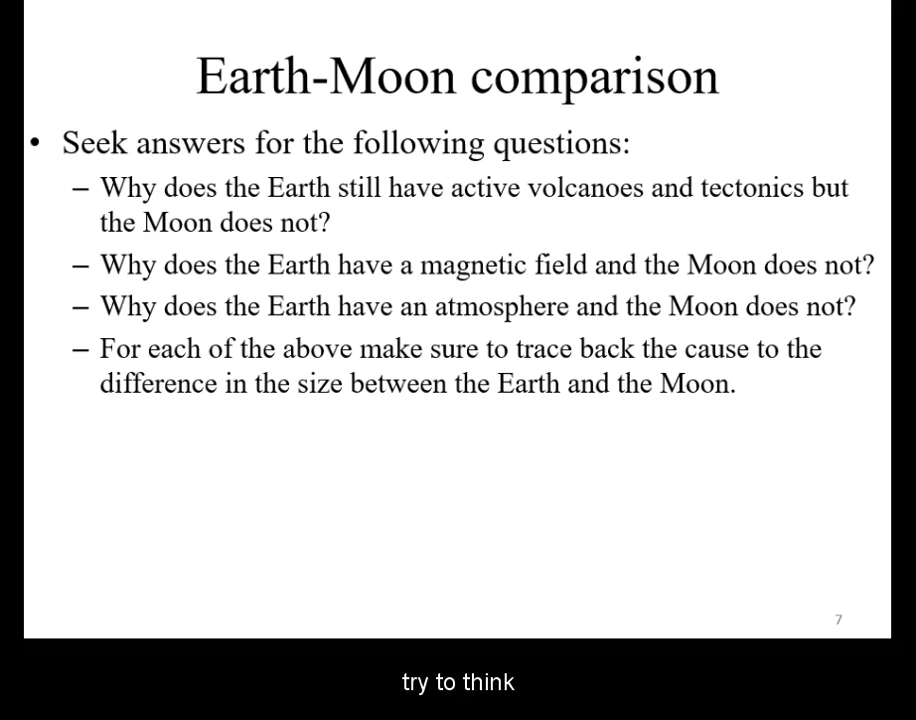 Earth-Moon comparison
• Seek answers for the following questions:
– Why does the Earth still have active volcanoes and tectonics but
the Moon does not?
– Why does the Earth have a magnetic field and the Moon does not?
– Why does the Earth have an atmosphere and the Moon does not?
– For each of the above make sure to trace back the cause to the
difference in the size between the Earth and the Moon.
7
try to think